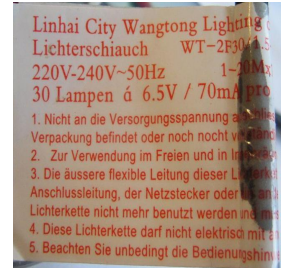 Linhai City Wangtong Lighting
Lichterschiauch WT-2F30/1.5
220V-240V~50Hz
30 Lampen á 6.5V / 70mA pro
1. Nicht an die Versorgungsspannung
Verpackung befindet oder noch nocht
2. Zur Verwendung im Freien und in
3. Die äussere flexible Leitung dieser
Anschlussleitung, der Netzstecker oder
Lichterkette nicht mehr benutzt werden
4. Diese Lichterkette darf nicht elektrisch mit
5. Beachten Sie unbedingt die